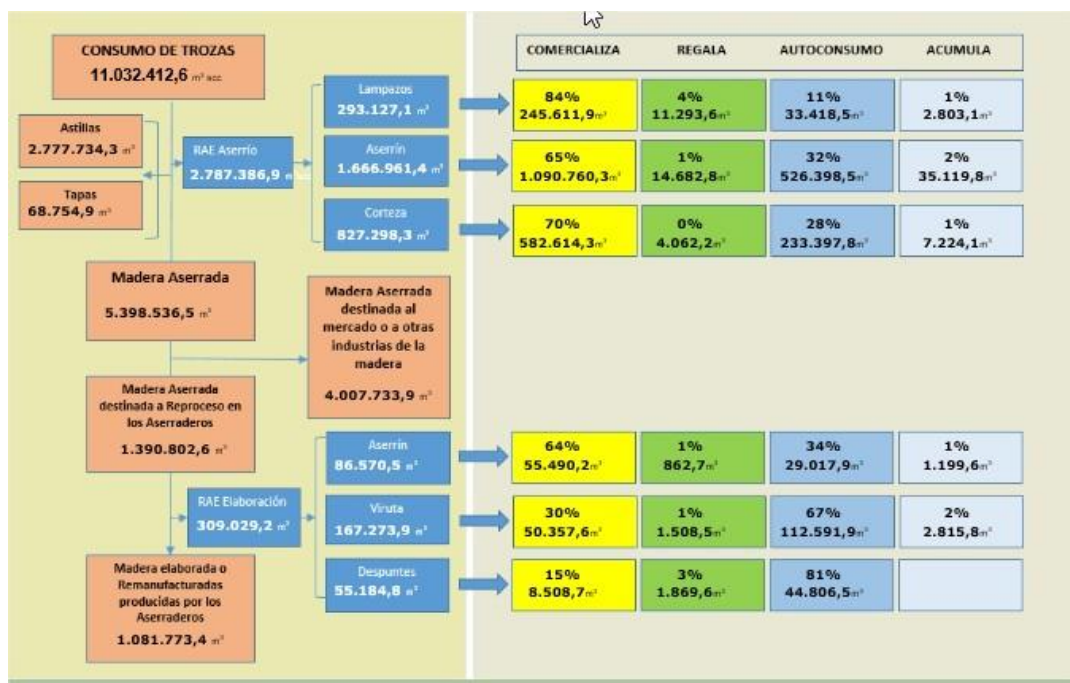 CONSUMO DE TROZAS
11.032.412,6 m³ scc
Astillas
2.777.734,3 m³
Tapas
68.754,9 m³
RAE Aserrío
2.787.386,9
Lampazos
293.127,1 m³
Aserrín
1.666.961,4 m³
Corteza
827.298,3 m³
Madera Aserrada
5.398.536,5 m³
Madera Aserrada
destinada al
mercado o a otras
industrias de la
madera
4.007.733,9 m³
Madera Aserrada
destinada a Reproceso en
los Aserraderos
1.390.802,6 m³
RAE Elaboración
309.029,2 m³
Aserrín
86.570,5 m³
Viruta
167.273,9 m³
Despuntes
55.184,8 m³
Madera elaborada o
Remanufacturadas
producidas por los
Aserraderos
1.081.773,4 m³
COMERCIALIZA REGALA AUTOCONSUMO ACUMULA
84% 4% 11% 1%
245.611,9m³ 11.293,6m³ 33.418,5m³ 2.803,1m³
65% 1% 32% 2%
1.090.760,3m³ 14.682,8m³ 526.398,5m³ 35.119,8m³
70% 0% 28% 1%
582.614,3m³ 4.062,2m³ 233.397,8m³ 7.224,1m³
64% 1% 34% 1%
55.490,2m³ 862,7m³ 29.017,9m³ 1.199,6m³
30% 1% 67% 2%
50.357,6m³ 1.508,5m³ 112.591,9m³ 2.815,8m³
15% 3% 81%
8.508,7m³ 1.869,6m³ 44.806,5m³